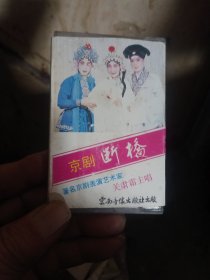 京剧 断橋
著名京剧表演艺术家
关肃霜主唱
云南音像出版社出版